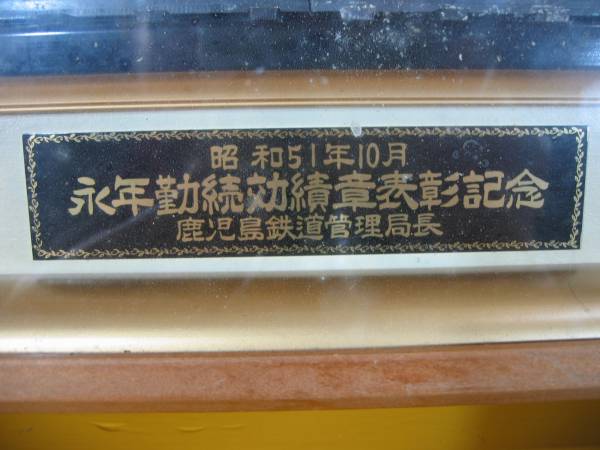 昭和51年10月
永年勤続効績章表彰記念
鹿児島鉄道管理局長